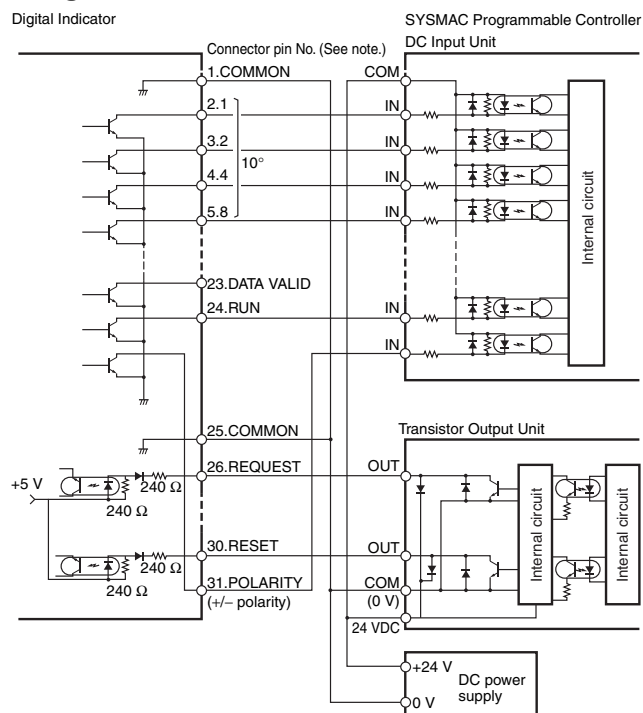 Digital Indicator
SYSMAC Programmable Controller
DC Input Unit
Connector pin No. (See note.)
1.COMMON
COM
2.1
IN
3.2
IN
10°
4.4
IN
5.8
IN
Internal circuit
23.DATA VALID
24.RUN
IN
IN
25.COMMON
Transistor Output Unit
26.REQUEST
OUT
+5 V
240 Ω
240 Ω
Internal circuit
Internal circuit
30.RESET
OUT
240 Ω
240 Ω
31.POLARITY
(+/− polarity)
COM
(0 V)
24 VDC
+24 V
DC power
supply
0 V